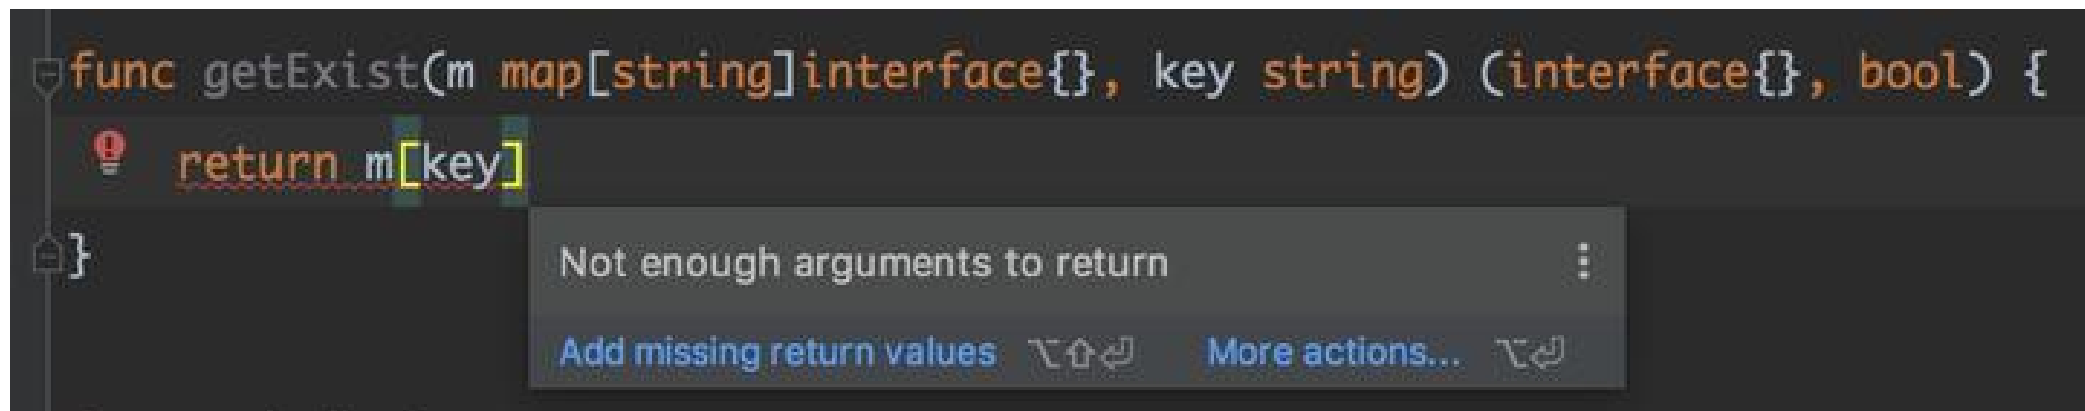 func getExist(m map[string]interface{}, key string) (interface{}, bool) {
return m[key]
}
Not enough arguments to return
Add missing return values ⌥⇧⏎ More actions... ⌥⏎